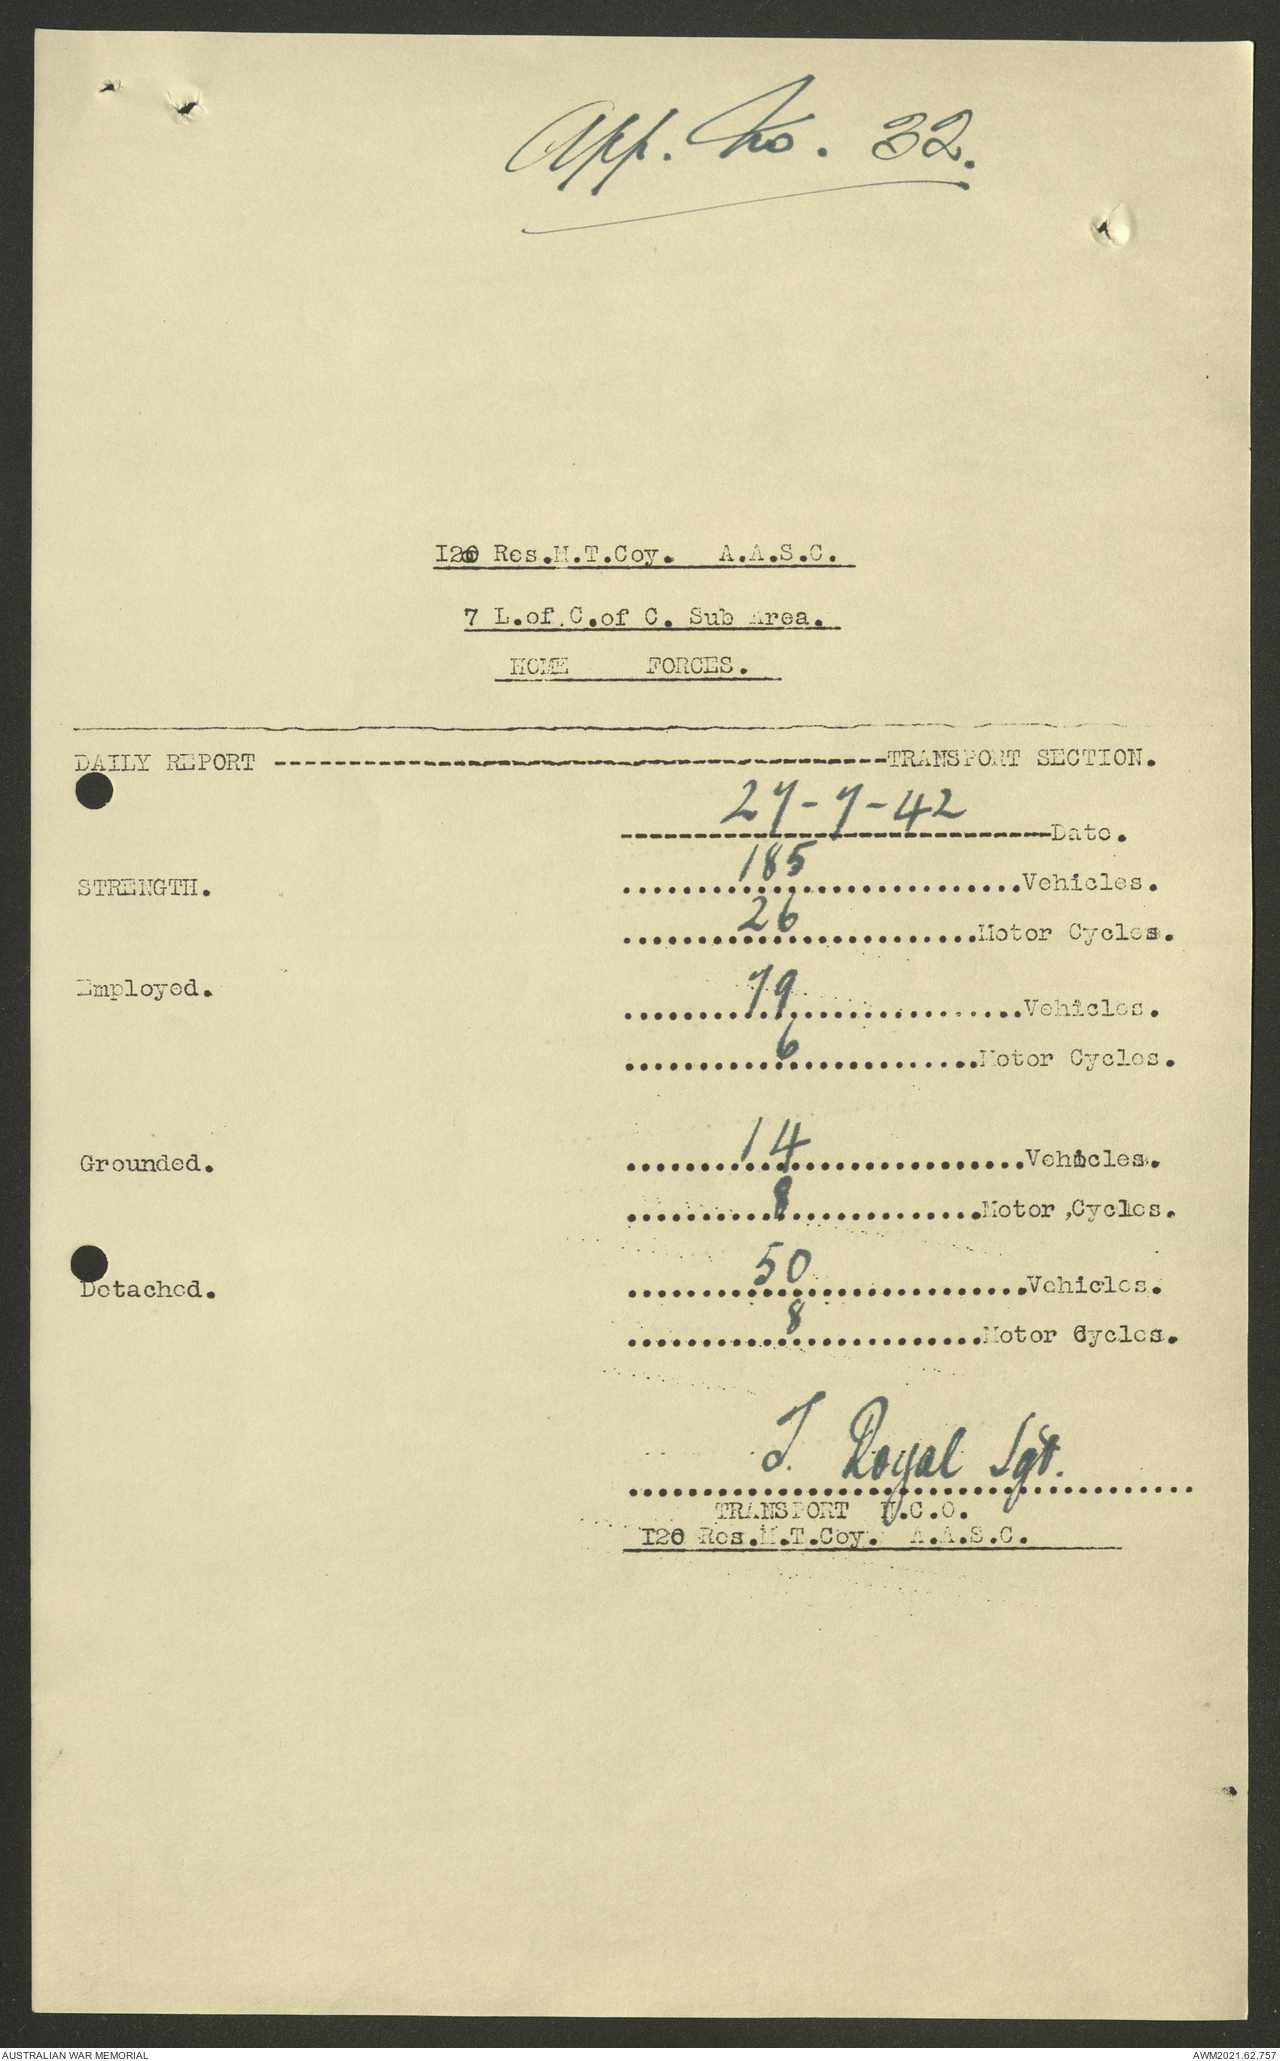 App. No. 32.
I20 Res.M.T.Coy. A.A.S.C.
7 L.of.C.of C. Sub Area.
HOME FORCES.
DAILY REPORT -----------------------------------------TRANSPORT SECTION.
27-7-42
-----------------------------Date.
STRENGTH. 185...........................Vehicles.
26........................Motor Cycles.
Employed. 79...........................Vehicles.
6........................Motor Cycles.
Grounded. 14...........................Vehicles.
8........................Motor ,Cycles.
Detached. 50...........................Vehicles.
8........................Motor Cycles.
J. Royal Sgt.
......................................
TRANSPORT N.C.O.
I20 Res.M.T.Coy. A.A.S.C.
AUSTRALIAN WAR MEMORIAL
AWM2021.62.757